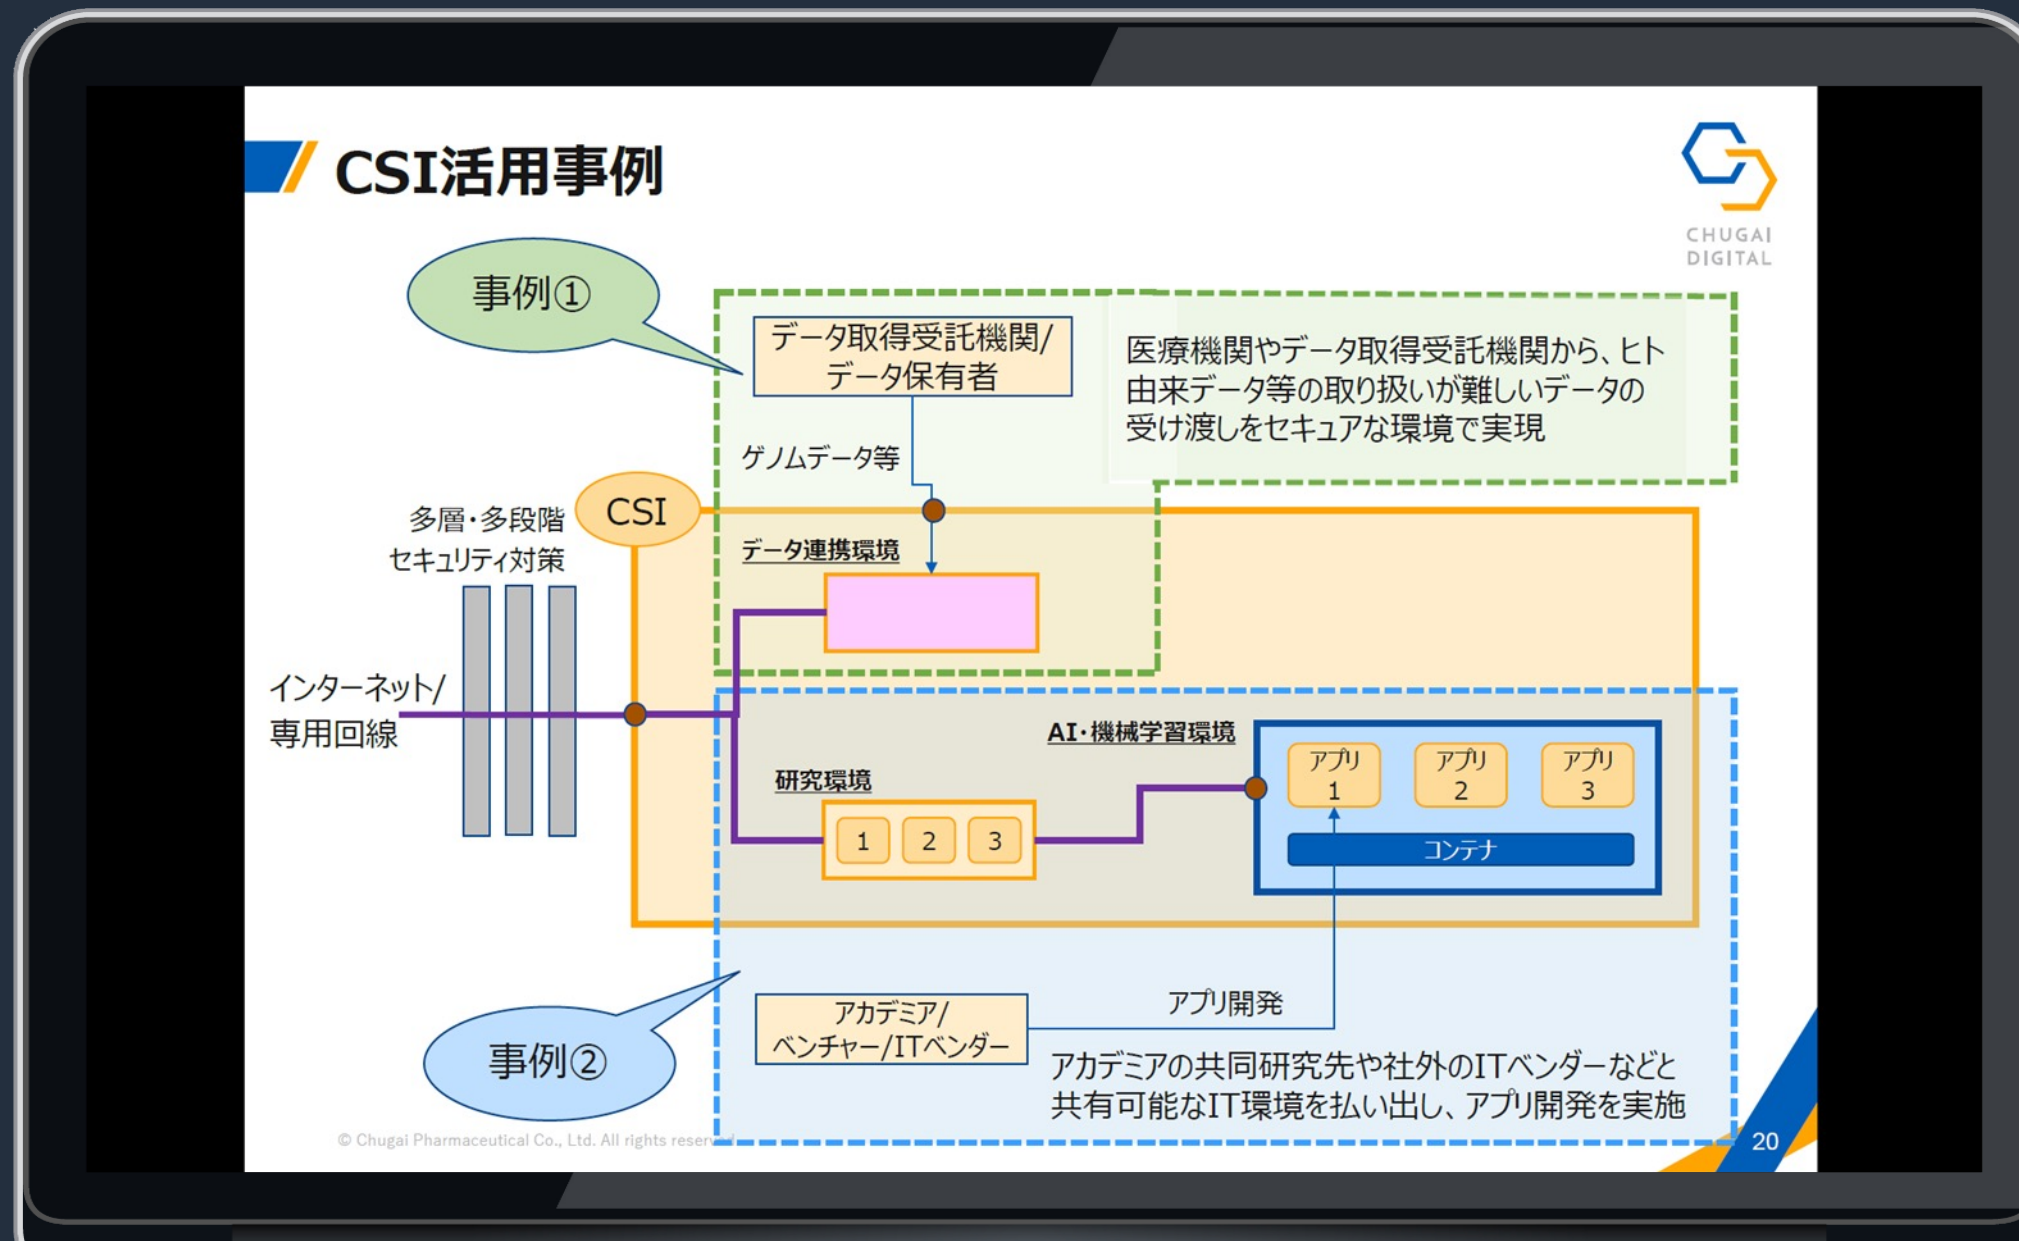 CSI活用事例
CHUGAI
DIGITAL
事例①
データ取得受託機関/
データ保有者
医療機関やデータ取得受託機関から、ヒト
由来データ等の取り扱いが難しいデータの
受け渡しをセキュアな環境で実現
ゲノムデータ等
CSI
多層・多段階
セキュリティ対策
データ連携環境
インターネット/
専用回線
AI・機械学習環境
アプリ
1
アプリ
2
アプリ
3
研究環境
1 2 3
コンテナ
アカデミア/
ベンチャー/ITベンダー
アプリ開発
事例②
アカデミアの共同研究先や社外のITベンダーなどと
共有可能なIT環境を払い出し、アプリ開発を実施
© Chugai Pharmaceutical Co., Ltd. All rights reserved.
20